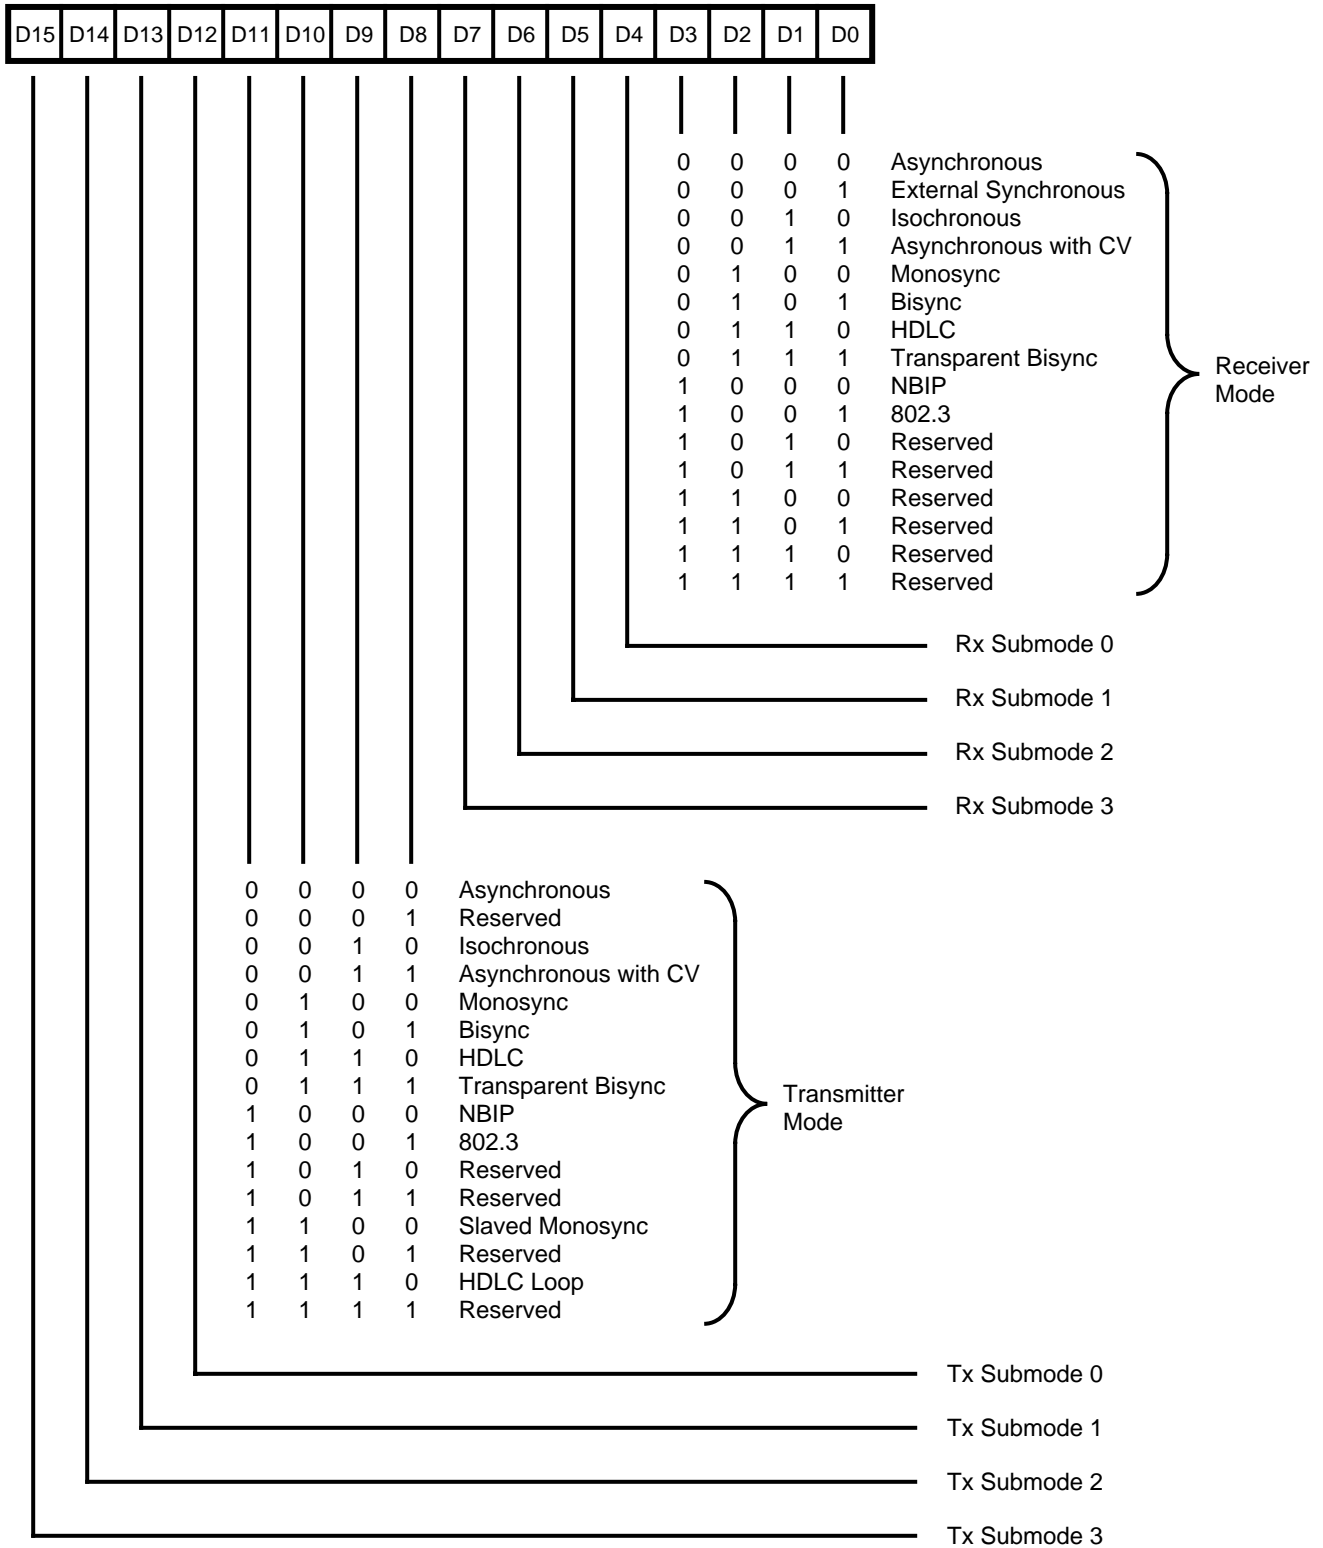 D15 D14 D13 D12 D11 D10 D9 D8 D7 D6 D5 D4 D3 D2 D1 D0
0 0 0 0 Asynchronous
0 0 0 1 External Synchronous
0 0 1 0 Isochronous
0 0 1 1 Asynchronous with CV
0 1 0 0 Monosync
0 1 0 1 Bisync
0 1 1 0 HDLC
0 1 1 1 Transparent Bisync
1 0 0 0 NBIP
1 0 0 1 802.3
1 0 1 0 Reserved
1 0 1 1 Reserved
1 1 0 0 Reserved
1 1 0 1 Reserved
1 1 1 0 Reserved
1 1 1 1 Reserved
Receiver
Mode
Rx Submode 0
Rx Submode 1
Rx Submode 2
Rx Submode 3
0 0 0 0 Asynchronous
0 0 0 1 Reserved
0 0 1 0 Isochronous
0 0 1 1 Asynchronous with CV
0 1 0 0 Monosync
0 1 0 1 Bisync
0 1 1 0 HDLC
0 1 1 1 Transparent Bisync
1 0 0 0 NBIP
1 0 0 1 802.3
1 0 1 0 Reserved
1 0 1 1 Reserved
1 1 0 0 Slaved Monosync
1 1 0 1 Reserved
1 1 1 0 HDLC Loop
1 1 1 1 Reserved
Transmitter
Mode
Tx Submode 0
Tx Submode 1
Tx Submode 2
Tx Submode 3